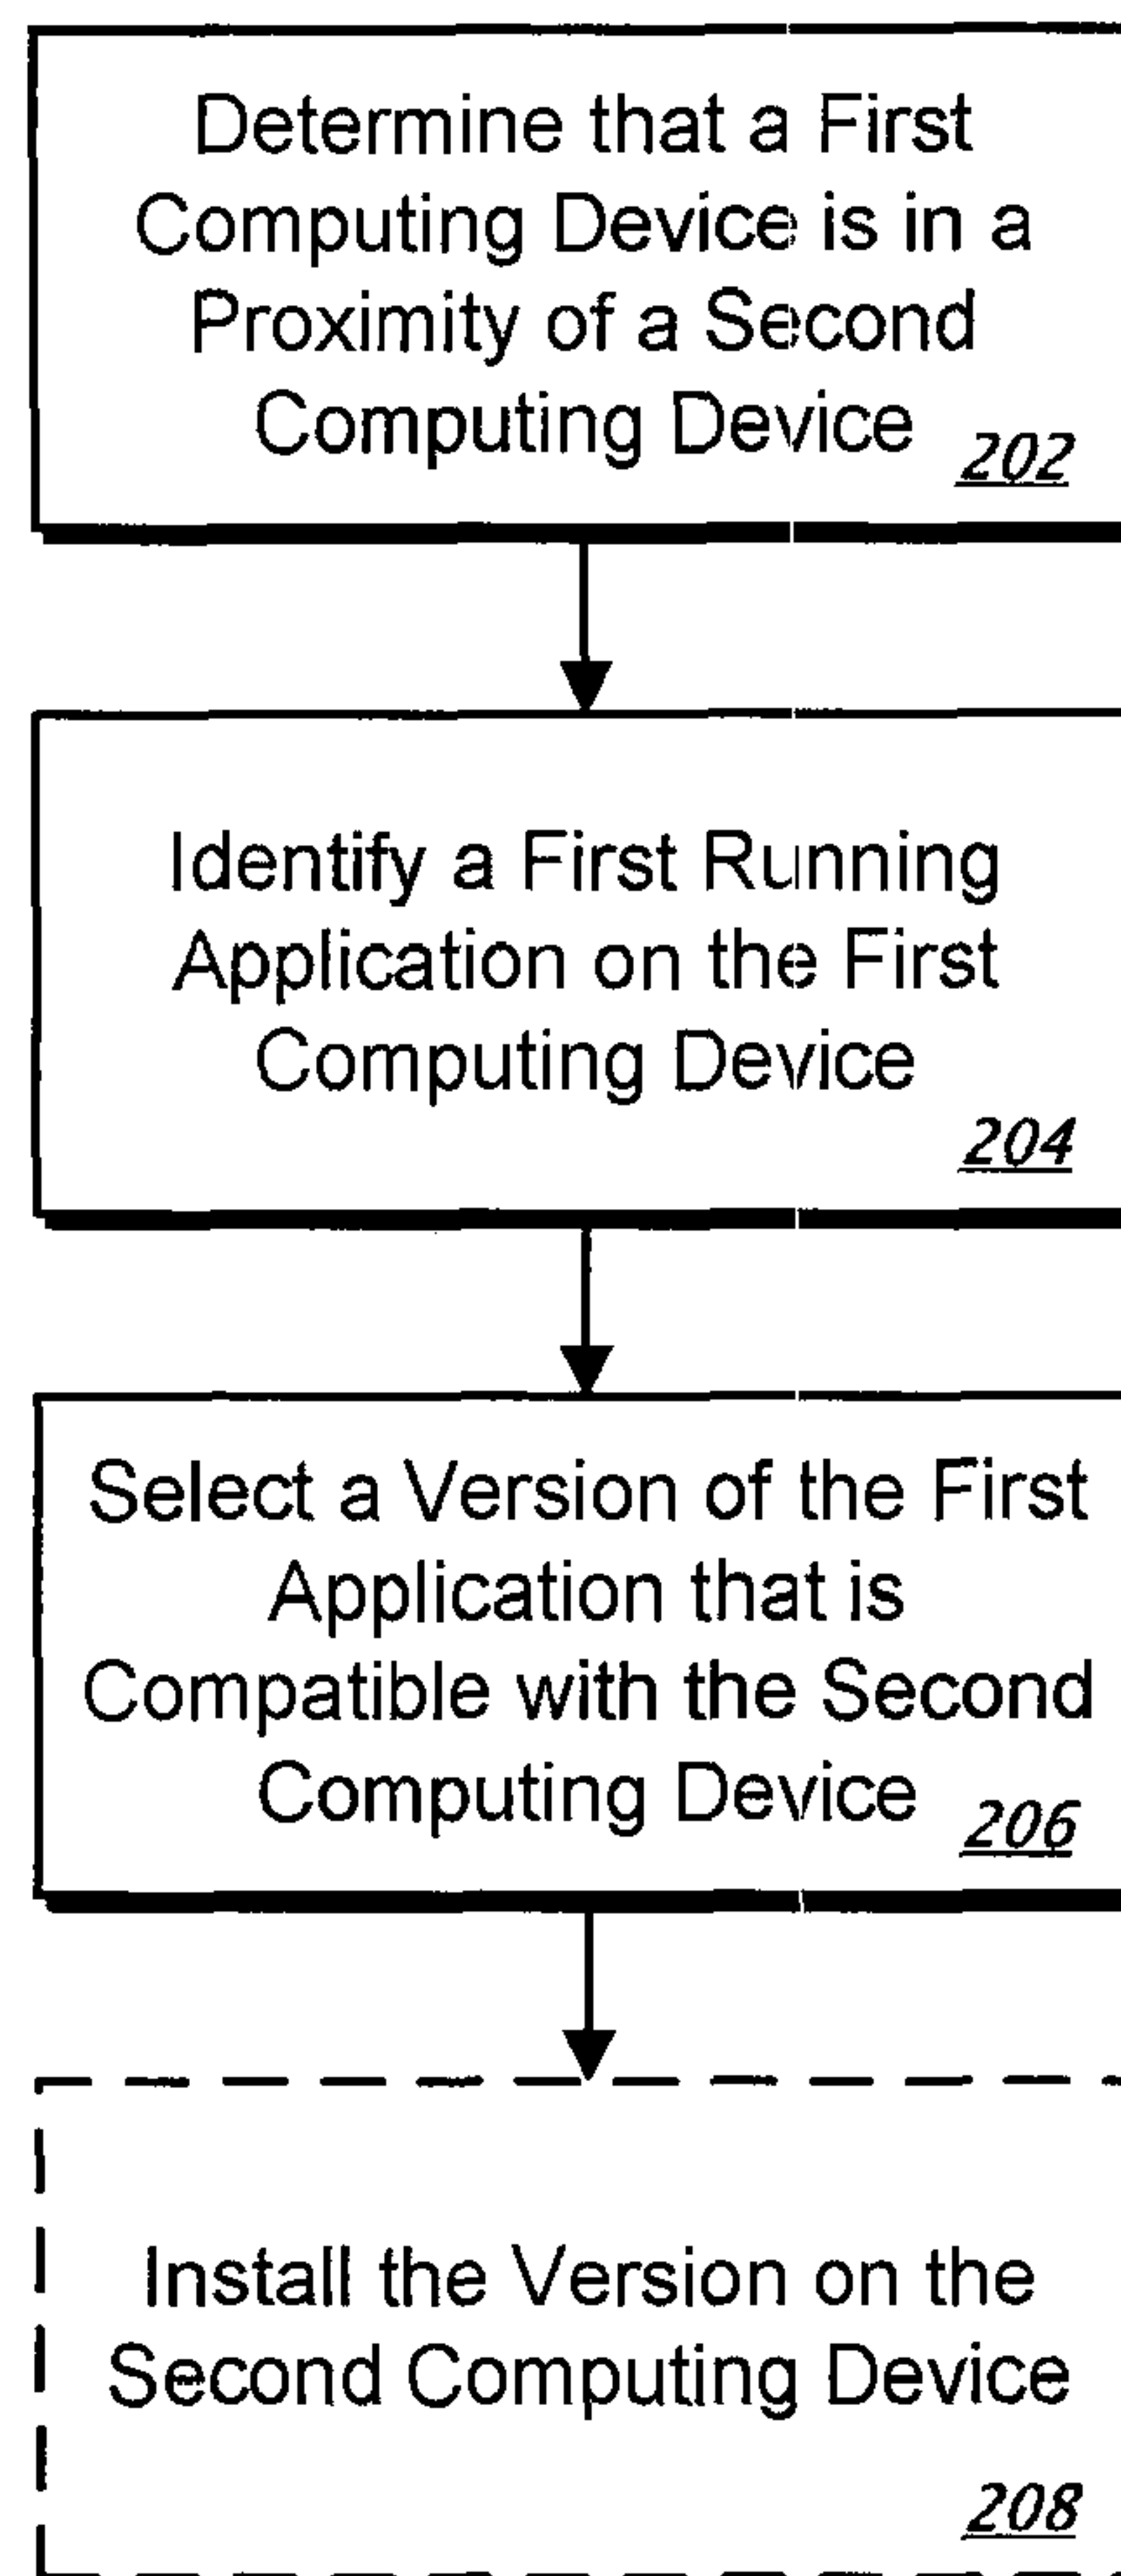 Determine that a First
Computing Device is in a
Proximity of a Second
Computing Device
202
Identify a First Running
Application on the First
Computing Device
204
Select a Version of the First
Application that is
Compatible with the Second
Computing Device
206
Install the Version on the
Second Computing Device
208